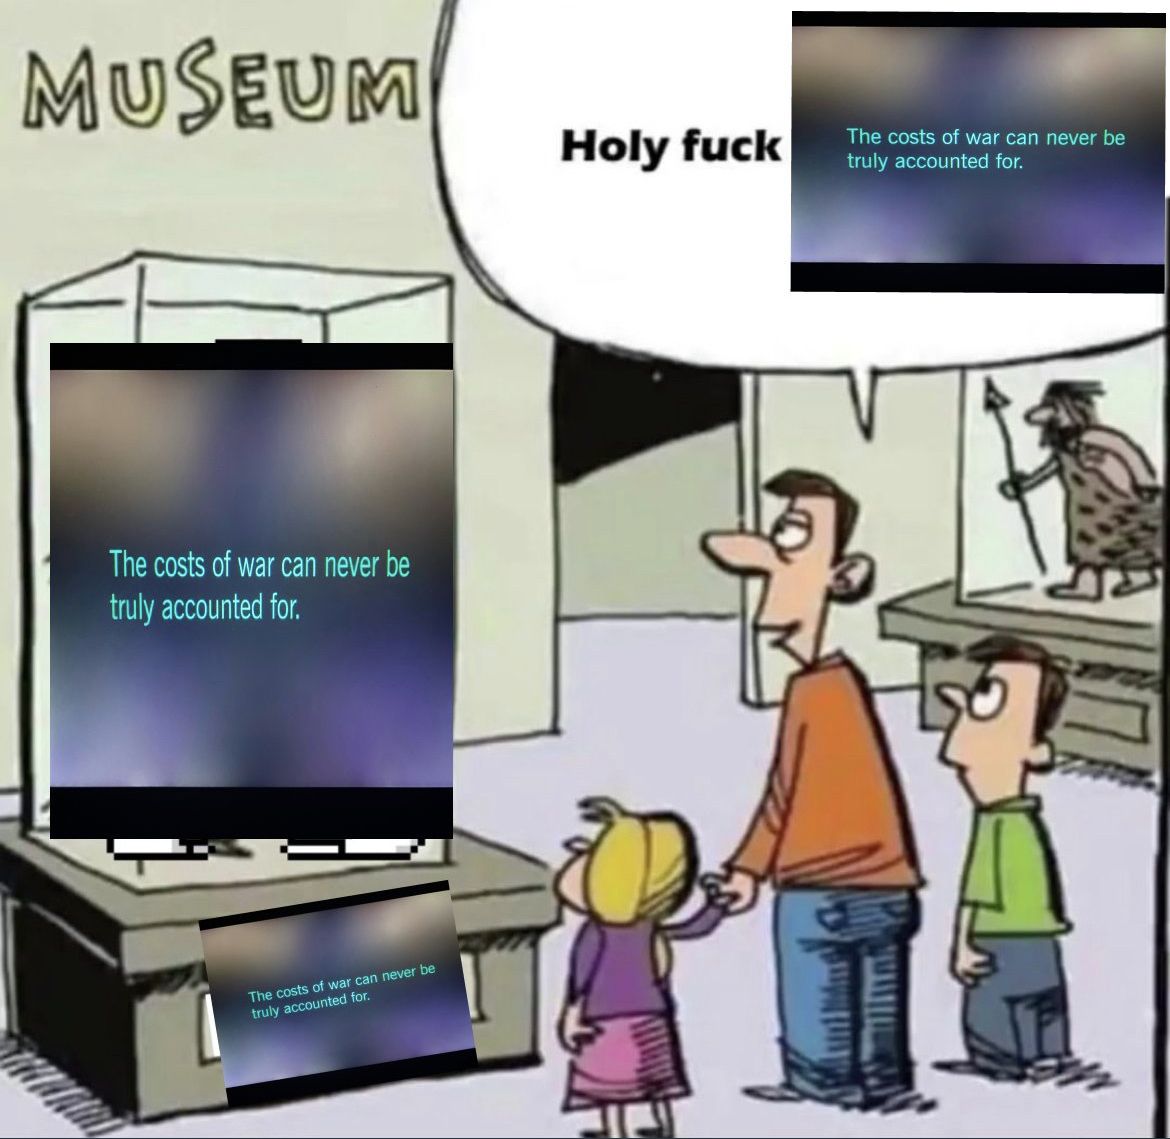 MUSEUM
Holy fuck
The costs of war can never be
truly accounted for.
The costs of war can never be
truly accounted for.
The costs of war can never be
truly accounted for.